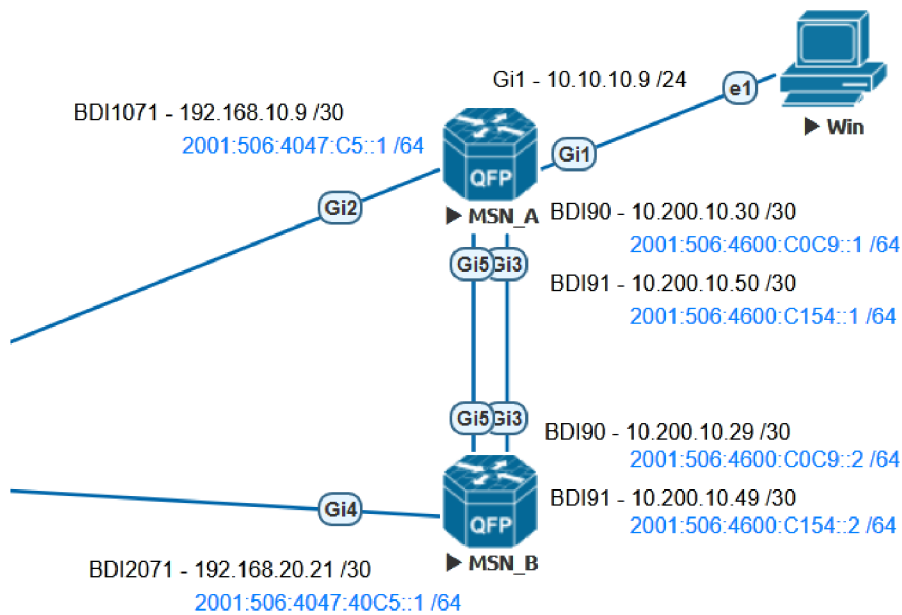 Gi1 - 10.10.10.9 /24
e1
Win
BDI1071 - 192.168.10.9 /30
2001:506:4047:C5::1 /64
QFP
Gi1
Gi2
MSN_A
BDI90 - 10.200.10.30 /30
2001:506:4600:C0C9::1 /64
Gi5
Gi3
BDI91 - 10.200.10.50 /30
2001:506:4600:C154::1 /64
Gi5
Gi3
BDI90 - 10.200.10.29 /30
2001:506:4600:C0C9::2 /64
BDI91 - 10.200.10.49 /30
2001:506:4600:C154::2 /64
Gi4
QFP
MSN_B
BDI2071 - 192.168.20.21 /30
2001:506:4047:40C5::1 /64